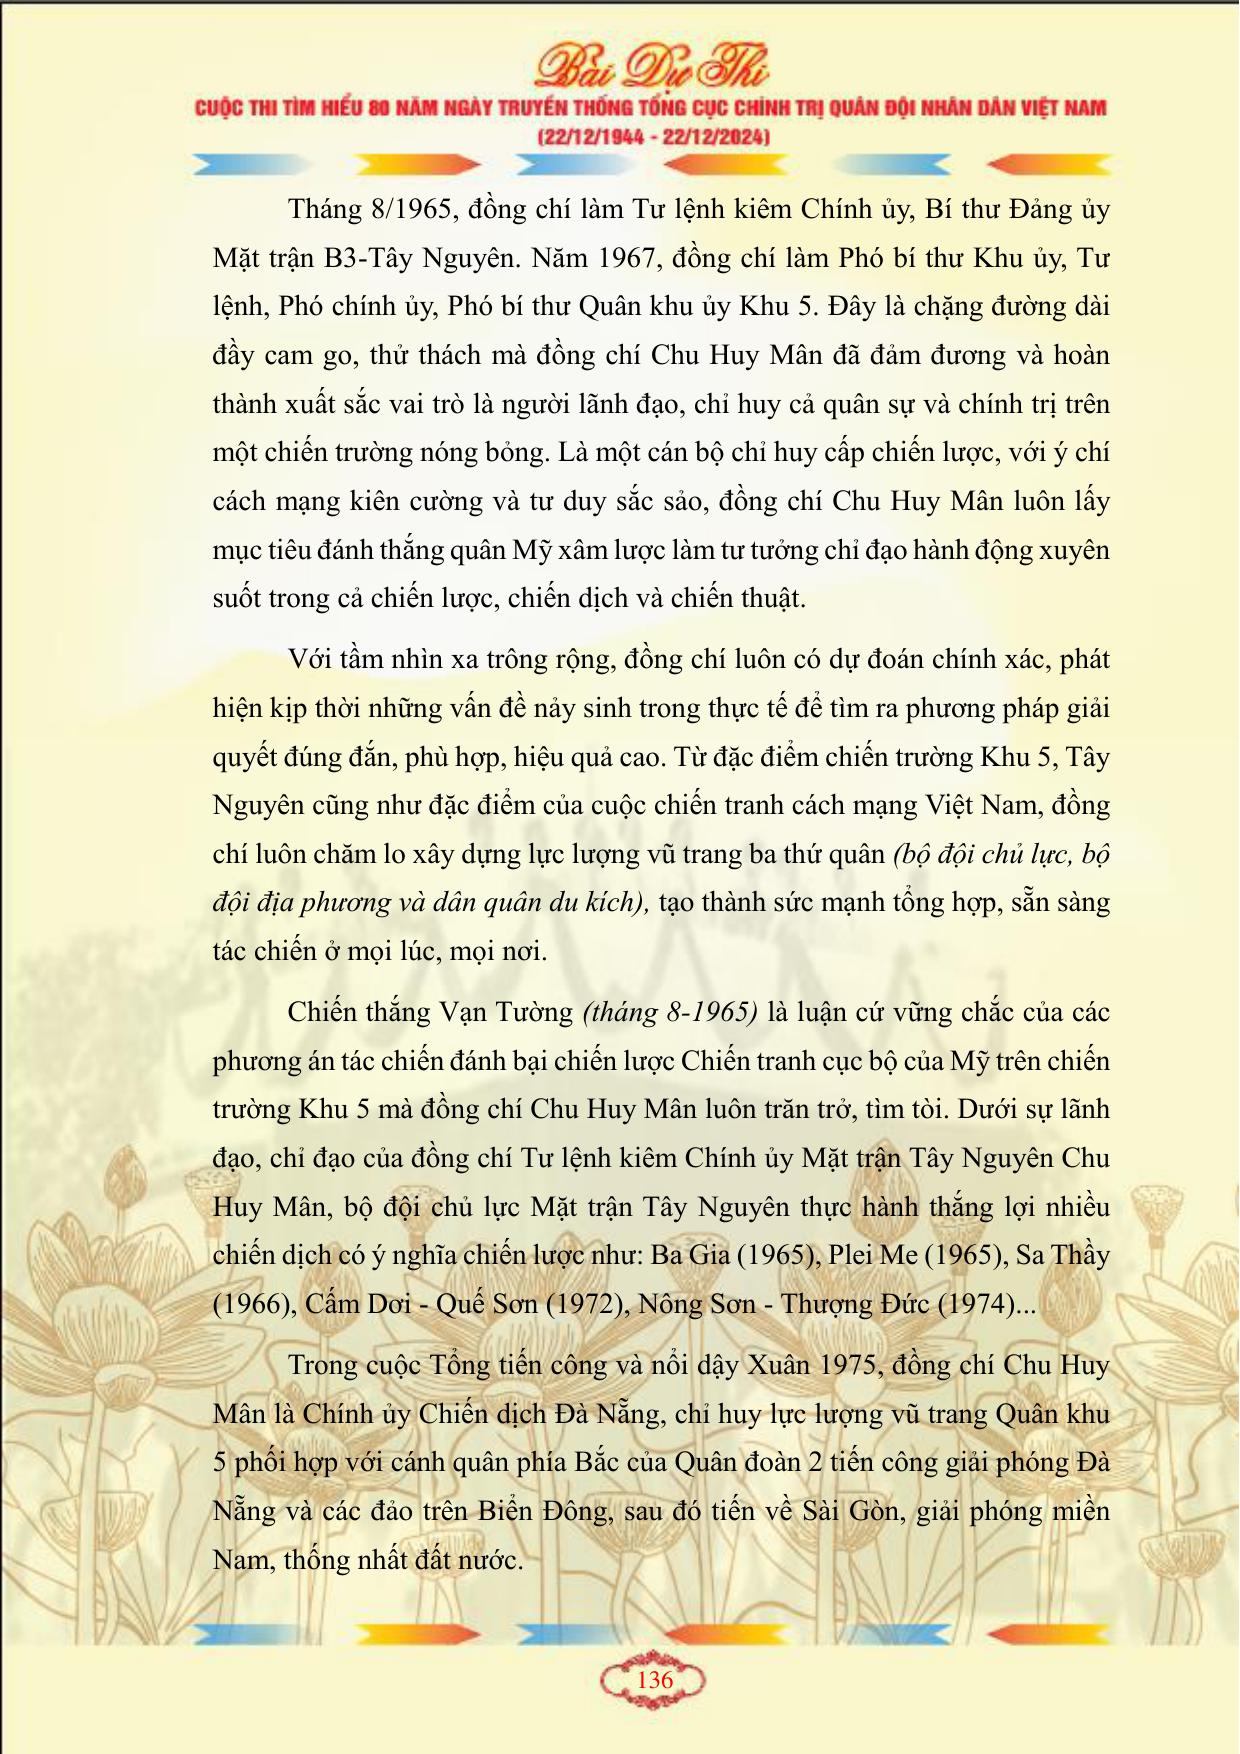 Bài Dự Thi
CUỘC THI TÌM HIỂU 80 NĂM NGÀY TRUYỀN THỐNG TỔNG CỤC CHÍNH TRỊ QUÂN ĐỘI NHÂN DÂN VIỆT NAM
(22/12/1944 - 22/12/2024)
Tháng 8/1965, đồng chí làm Tư lệnh kiêm Chính ủy, Bí thư Đảng ủy
Mặt trận B3-Tây Nguyên. Năm 1967, đồng chí làm Phó bí thư Khu ủy, Tư
lệnh, Phó chính ủy, Phó bí thư Quân khu ủy Khu 5. Đây là chặng đường dài
đầy cam go, thử thách mà đồng chí Chu Huy Mân đã đảm đương và hoàn
thành xuất sắc vai trò là người lãnh đạo, chỉ huy cả quân sự và chính trị trên
một chiến trường nóng bỏng. Là một cán bộ chỉ huy cấp chiến lược, với ý chí
cách mạng kiên cường và tư duy sắc sảo, đồng chí Chu Huy Mân luôn lấy
mục tiêu đánh thắng quân Mỹ xâm lược làm tư tưởng chỉ đạo hành động xuyên
suốt trong cả chiến lược, chiến dịch và chiến thuật.
Với tầm nhìn xa trông rộng, đồng chí luôn có dự đoán chính xác, phát
hiện kịp thời những vấn đề nảy sinh trong thực tế để tìm ra phương pháp giải
quyết đúng đắn, phù hợp, hiệu quả cao. Từ đặc điểm chiến trường Khu 5, Tây
Nguyên cũng như đặc điểm của cuộc chiến tranh cách mạng Việt Nam, đồng
chí luôn chăm lo xây dựng lực lượng vũ trang ba thứ quân (bộ đội chủ lực, bộ
đội địa phương và dân quân du kích), tạo thành sức mạnh tổng hợp, sẵn sàng
tác chiến ở mọi lúc, mọi nơi.
Chiến thắng Vạn Tường (tháng 8-1965) là luận cứ vững chắc của các
phương án tác chiến đánh bại chiến lược Chiến tranh cục bộ của Mỹ trên chiến
trường Khu 5 mà đồng chí Chu Huy Mân luôn trăn trở, tìm tòi. Dưới sự lãnh
đạo, chỉ đạo của đồng chí Tư lệnh kiêm Chính ủy Mặt trận Tây Nguyên Chu
Huy Mân, bộ đội chủ lực Mặt trận Tây Nguyên thực hành thắng lợi nhiều
chiến dịch có ý nghĩa chiến lược như: Ba Gia (1965), Plei Me (1965), Sa Thầy
(1966), Cấm Dơi - Quế Sơn (1972), Nông Sơn - Thượng Đức (1974)...
Trong cuộc Tổng tiến công và nổi dậy Xuân 1975, đồng chí Chu Huy
Mân là Chính ủy Chiến dịch Đà Nẵng, chỉ huy lực lượng vũ trang Quân khu
5 phối hợp với cánh quân phía Bắc của Quân đoàn 2 tiến công giải phóng Đà
Nẵng và các đảo trên Biển Đông, sau đó tiến về Sài Gòn, giải phóng miền
Nam, thống nhất đất nước.
136